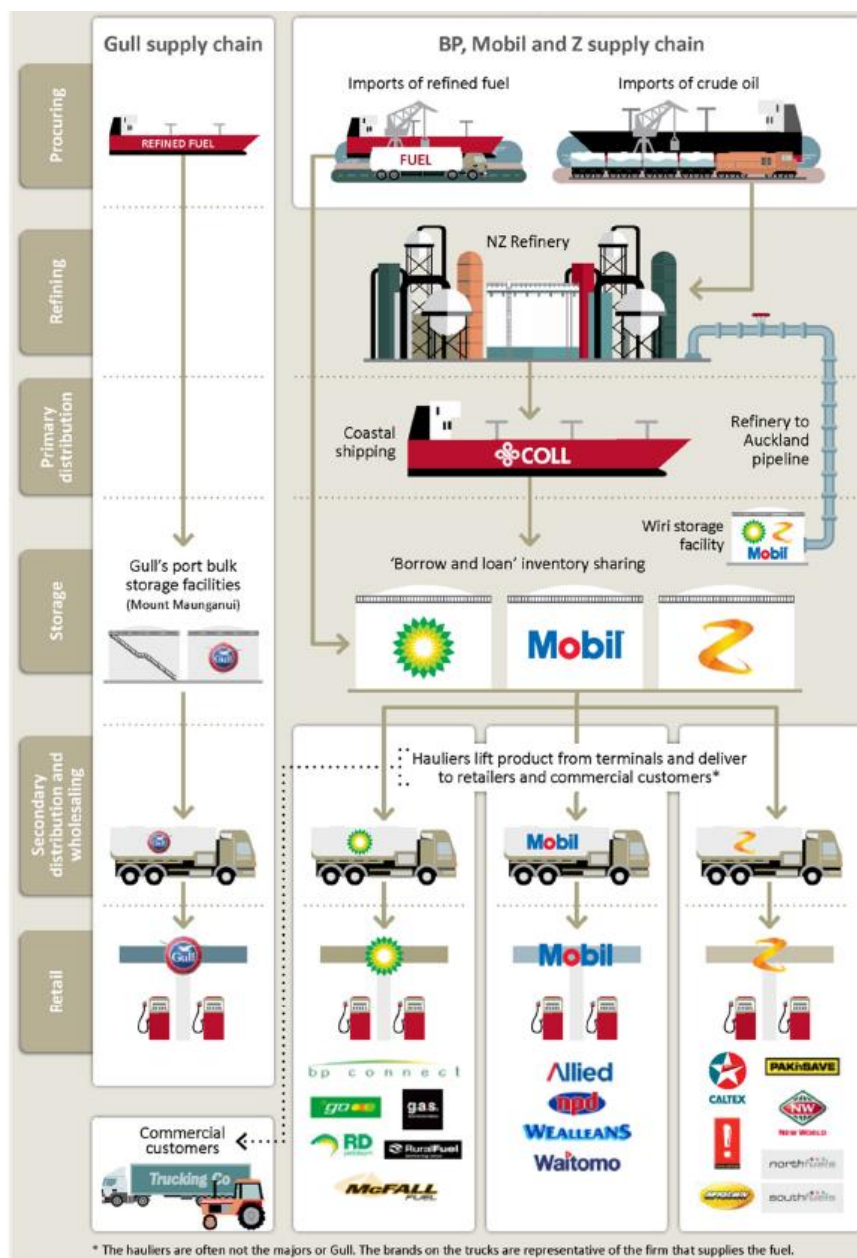 Gull supply chain
BP, Mobil and Z supply chain
Procuring
REFINED FUEL
Imports of refined fuel
FUEL
Imports of crude oil
Refining
NZ Refinery
Primary
distribution
Coastal
shipping
COLL
Refinery to
Auckland
pipeline
Wiri storage
facility
Mobil
Storage
Gull's port bulk
storage facilities
(Mount Maunganui)
Gull
'Borrow and loan' inventory sharing
Mobil
Secondary
distribution and
wholesaling
Hauliers lift product from terminals and deliver
to retailers and commercial customers*
Mobil
Retail
Gull
Mobil
bp connect
go
g.a.s.
RD
petroleum
RuralFuel
McFALL
FUEL
Allied
npd
WEALLEANS
Waitomo
CALTEX
PAK'nSAVE
NW
NEW WORLD
northfuels
southfuels
Commercial
customers
Trucking Co
* The hauliers are often not the majors or Gull. The brands on the trucks are representative of the firm that supplies the fuel.